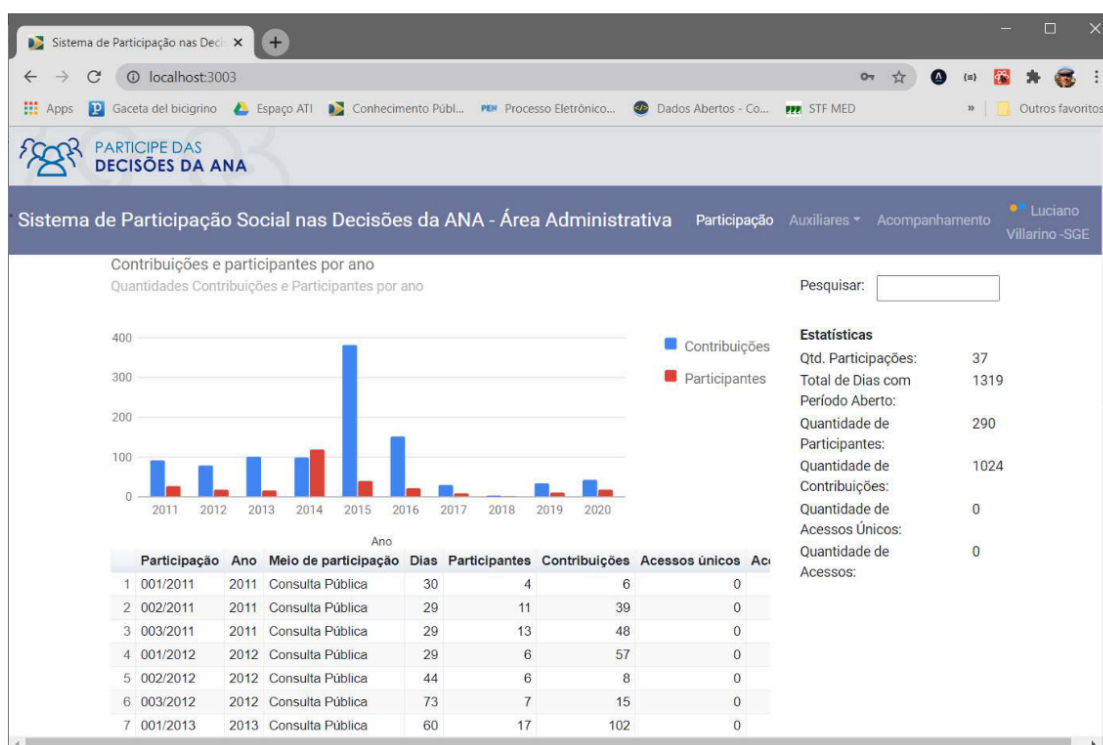 Sistema de Participação nas Deci
localhost:3003
Apps
Gaceta del bicigrino
Espaço ATI
Conhecimento Públ...
Processo Eletrônico...
Dados Abertos - Co...
STF MED
»
Outros favoritos
PARTICIPE DAS
DECISÕES DA ANA
Sistema de Participação Social nas Decisões da ANA - Área Administrativa
Participação
Auxiliares
Acompanhamento
Luciano
Villarino -SGE
Contribuições e participantes por ano
Quantidades Contribuições e Participantes por ano
400
300
200
100
0
2011 2012 2013 2014 2015 2016 2017 2018 2019 2020
Ano
Contribuições
Participantes
Pesquisar:
Estatísticas
Qtd. Participações: 37
Total de Dias com 1319
Período Aberto:
Quantidade de 290
Participantes:
Quantidade de 1024
Contribuições:
Quantidade de 0
Acessos Únicos:
Quantidade de 0
Acessos:
Participação Ano Meio de participação Dias Participantes Contribuições Acessos únicos
1 001/2011 2011 Consulta Pública 30 4 6 0
2 002/2011 2011 Consulta Pública 29 11 39 0
3 003/2011 2011 Consulta Pública 29 13 48 0
4 001/2012 2012 Consulta Pública 29 6 57 0
5 002/2012 2012 Consulta Pública 44 6 8 0
6 003/2012 2012 Consulta Pública 73 7 15 0
7 001/2013 2013 Consulta Pública 60 17 102 0